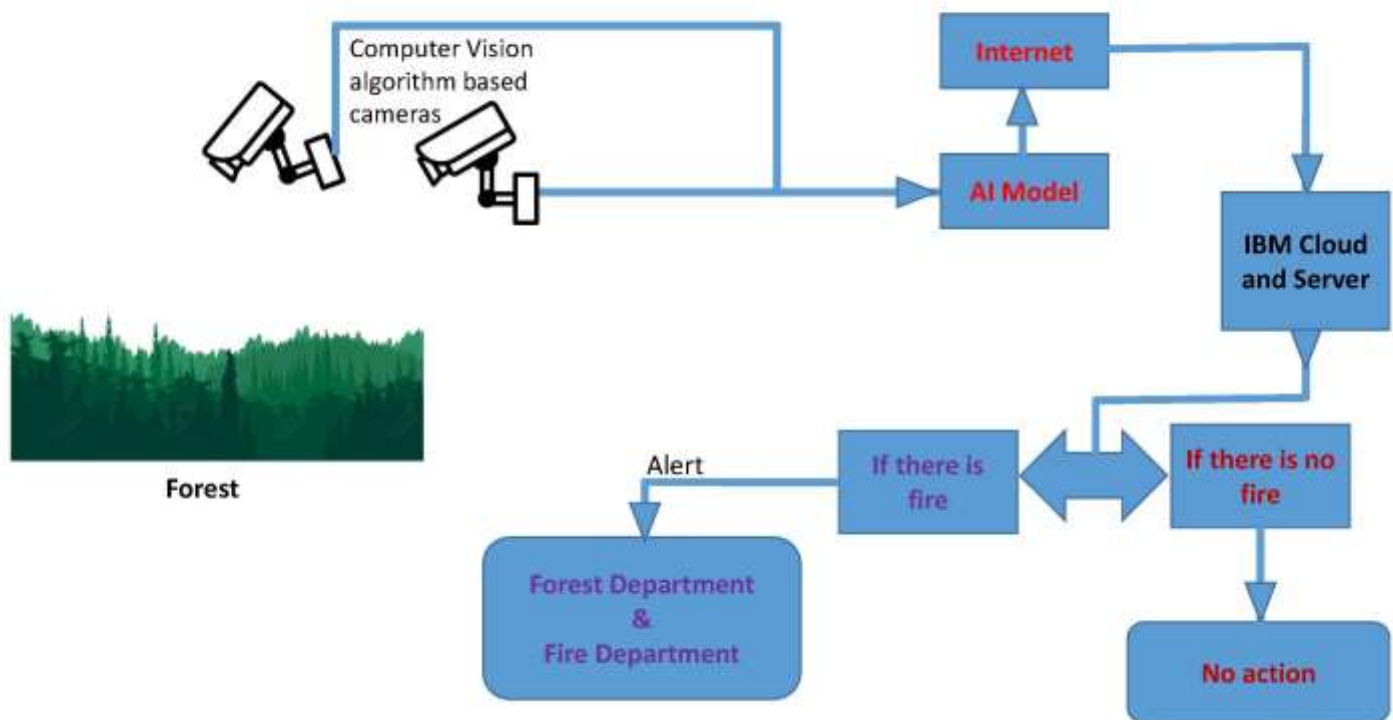 Computer Vision
algorithm based
cameras
Internet
AI Model
IBM Cloud
and Server
Forest
Alert
If there is
fire
If there is no
fire
Forest Department
&
Fire Department
No action